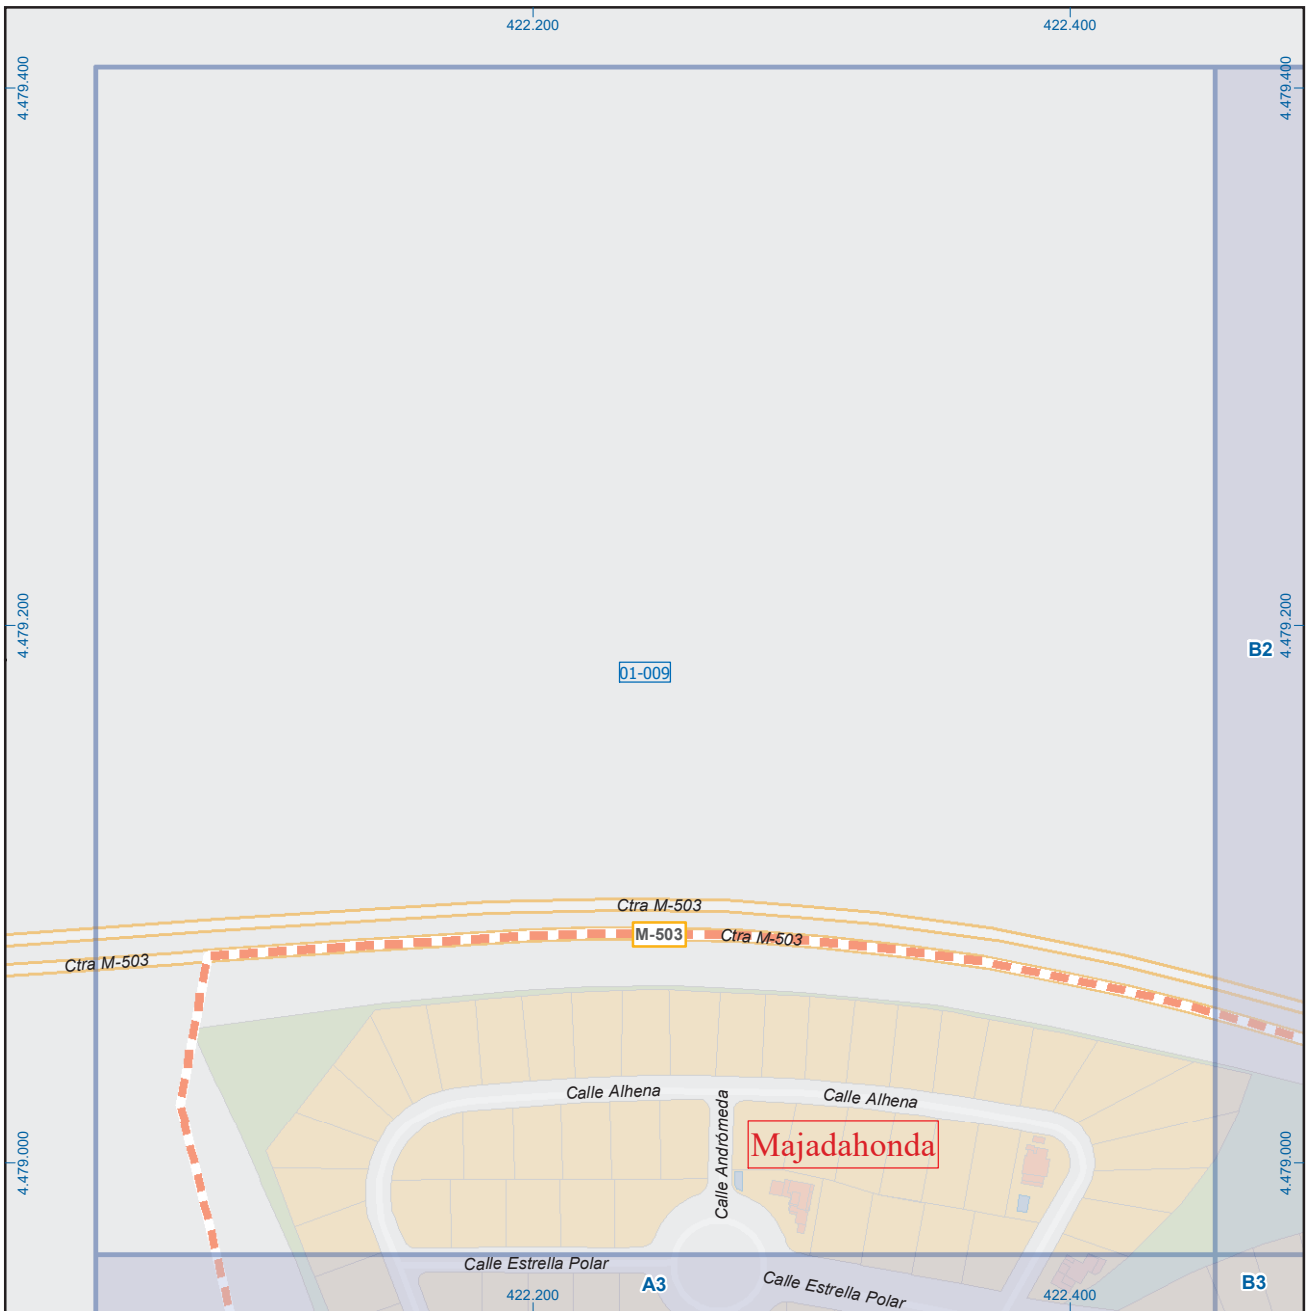 422.200
422.400
4.479.400
4.479.400
4.479.200
4.479.200
B2
01-009
Ctra M-503
M-503
Ctra M-503
Ctra M-503
Calle Alhena
Calle Alhena
Calle Andrómeda
Majadahonda
4.479.000
4.479.000
Calle Estrella Polar
A3
Calle Estrella Polar
B3
422.200
422.400